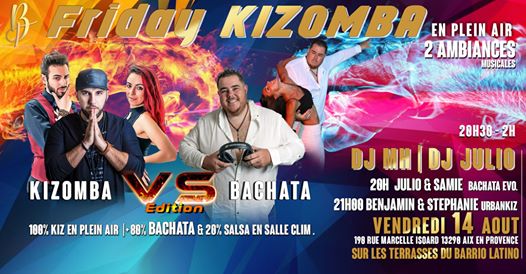 Friday KIZOMBA
EN PLEIN AIR
2 AMBIANCES
MUSICALES
20H30 - 2H
DJ MH | DJ JULIO
20H JULIO & SAMIE BACHATA EVO.
21H00 BENJAMIN & STEPHANIE URBANKIZ
VENDREDI 14 AOUT
190 RUE MARCELLE ISOARD 13290 AIX EN PROVENCE
SUR LES TERRASSES DU BARRIO LATINO
KIZOMBA VS BACHATA
Edition
100% KIZ EN PLEIN AIR |+80% BACHATA & 20% SALSA EN SALLE CLIM .